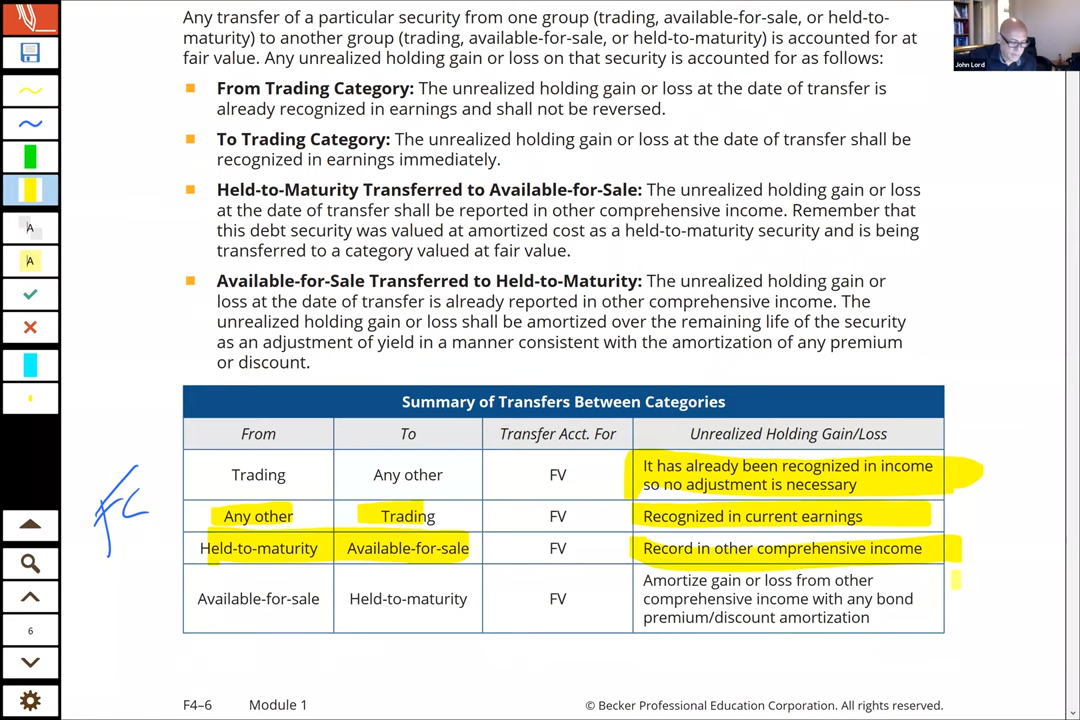 Any transfer of a particular security from one group (trading, available-for-sale, or held-to-
maturity) to another group (trading, available-for-sale, or held-to-maturity) is accounted for at
fair value. Any unrealized holding gain or loss on that security is accounted for as follows:
From Trading Category: The unrealized holding gain or loss at the date of transfer is
already recognized in earnings and shall not be reversed.
To Trading Category: The unrealized holding gain or loss at the date of transfer shall be
recognized in earnings immediately.
Held-to-Maturity Transferred to Available-for-Sale: The unrealized holding gain or loss
at the date of transfer shall be reported in other comprehensive income. Remember that
this debt security was valued at amortized cost as a held-to-maturity security and is being
transferred to a category valued at fair value.
Available-for-Sale Transferred to Held-to-Maturity: The unrealized holding gain or
loss at the date of transfer is already reported in other comprehensive income. The
unrealized holding gain or loss shall be amortized over the remaining life of the security
as an adjustment of yield in a manner consistent with the amortization of any premium
or discount.
Summary of Transfers Between Categories
From To Transfer Acct. For Unrealized Holding Gain/Loss
Trading Any other FV It has already been recognized in income
so no adjustment is necessary
Any other Trading FV Recognized in current earnings
Held-to-maturity Available-for-sale FV Record in other comprehensive income
Available-for-sale Held-to-maturity FV Amortize gain or loss from other
comprehensive income with any bond
premium/discount amortization
F4–6 Module 1 © Becker Professional Education Corporation. All rights reserved.
John Lord
A
A
6